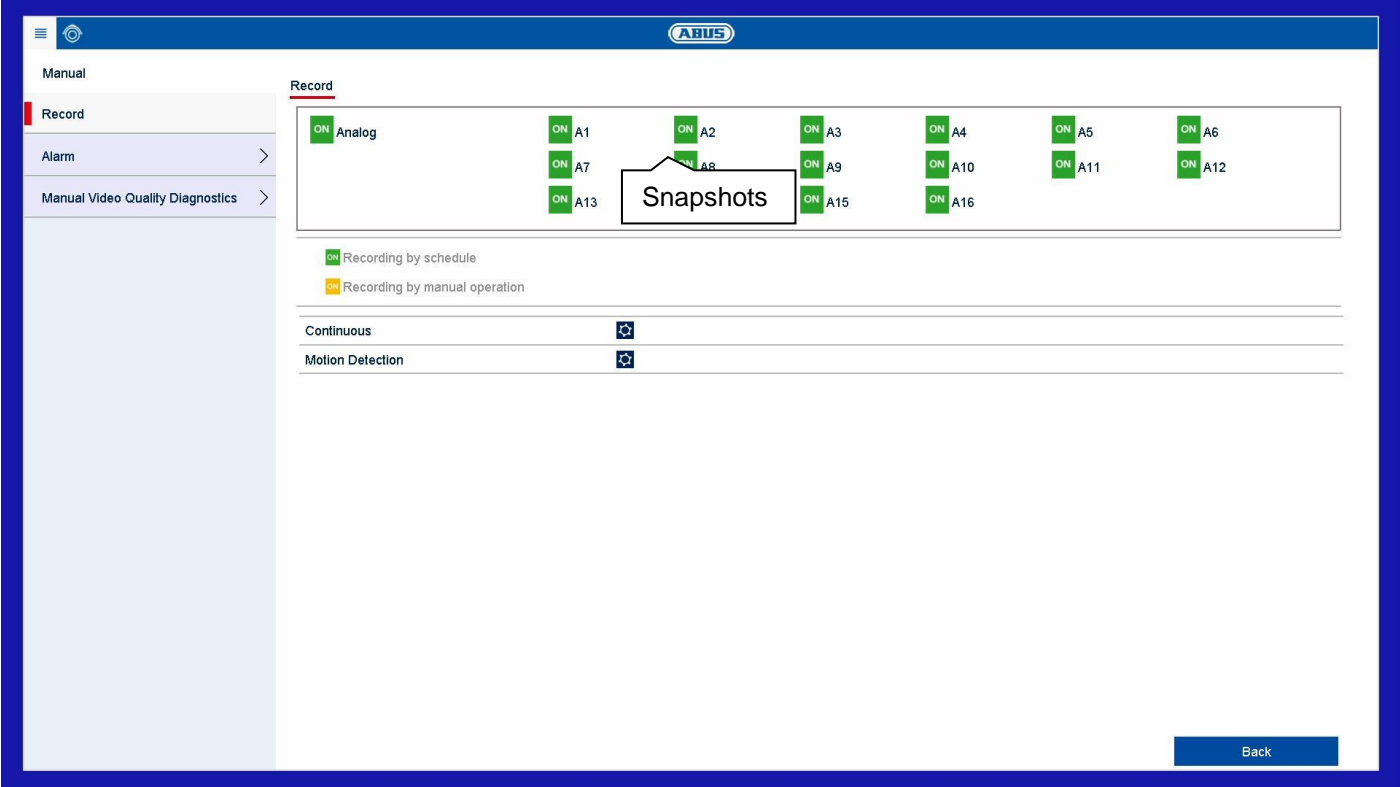 ABUS
Manual
Record
Alarm
Manual Video Quality Diagnostics
Record
ON Analog ON A1 ON A2 ON A3 ON A4 ON A5 ON A6
ON A7 ON A8 ON A9 ON A10 ON A11 ON A12
ON A13 Snapshots ON A15 ON A16
ON Recording by schedule
ON Recording by manual operation
Continuous
Motion Detection
Back